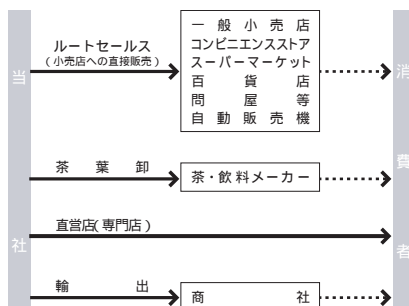 当社
ルートセールス
(小売店への直接販売)
一般小売店
コンビニエンスストア
スーパーマーケット
百貨店
問屋等
自動販売機
茶葉卸
茶・飲料メーカー
直営店(専門店)
輸出
商社
消費者